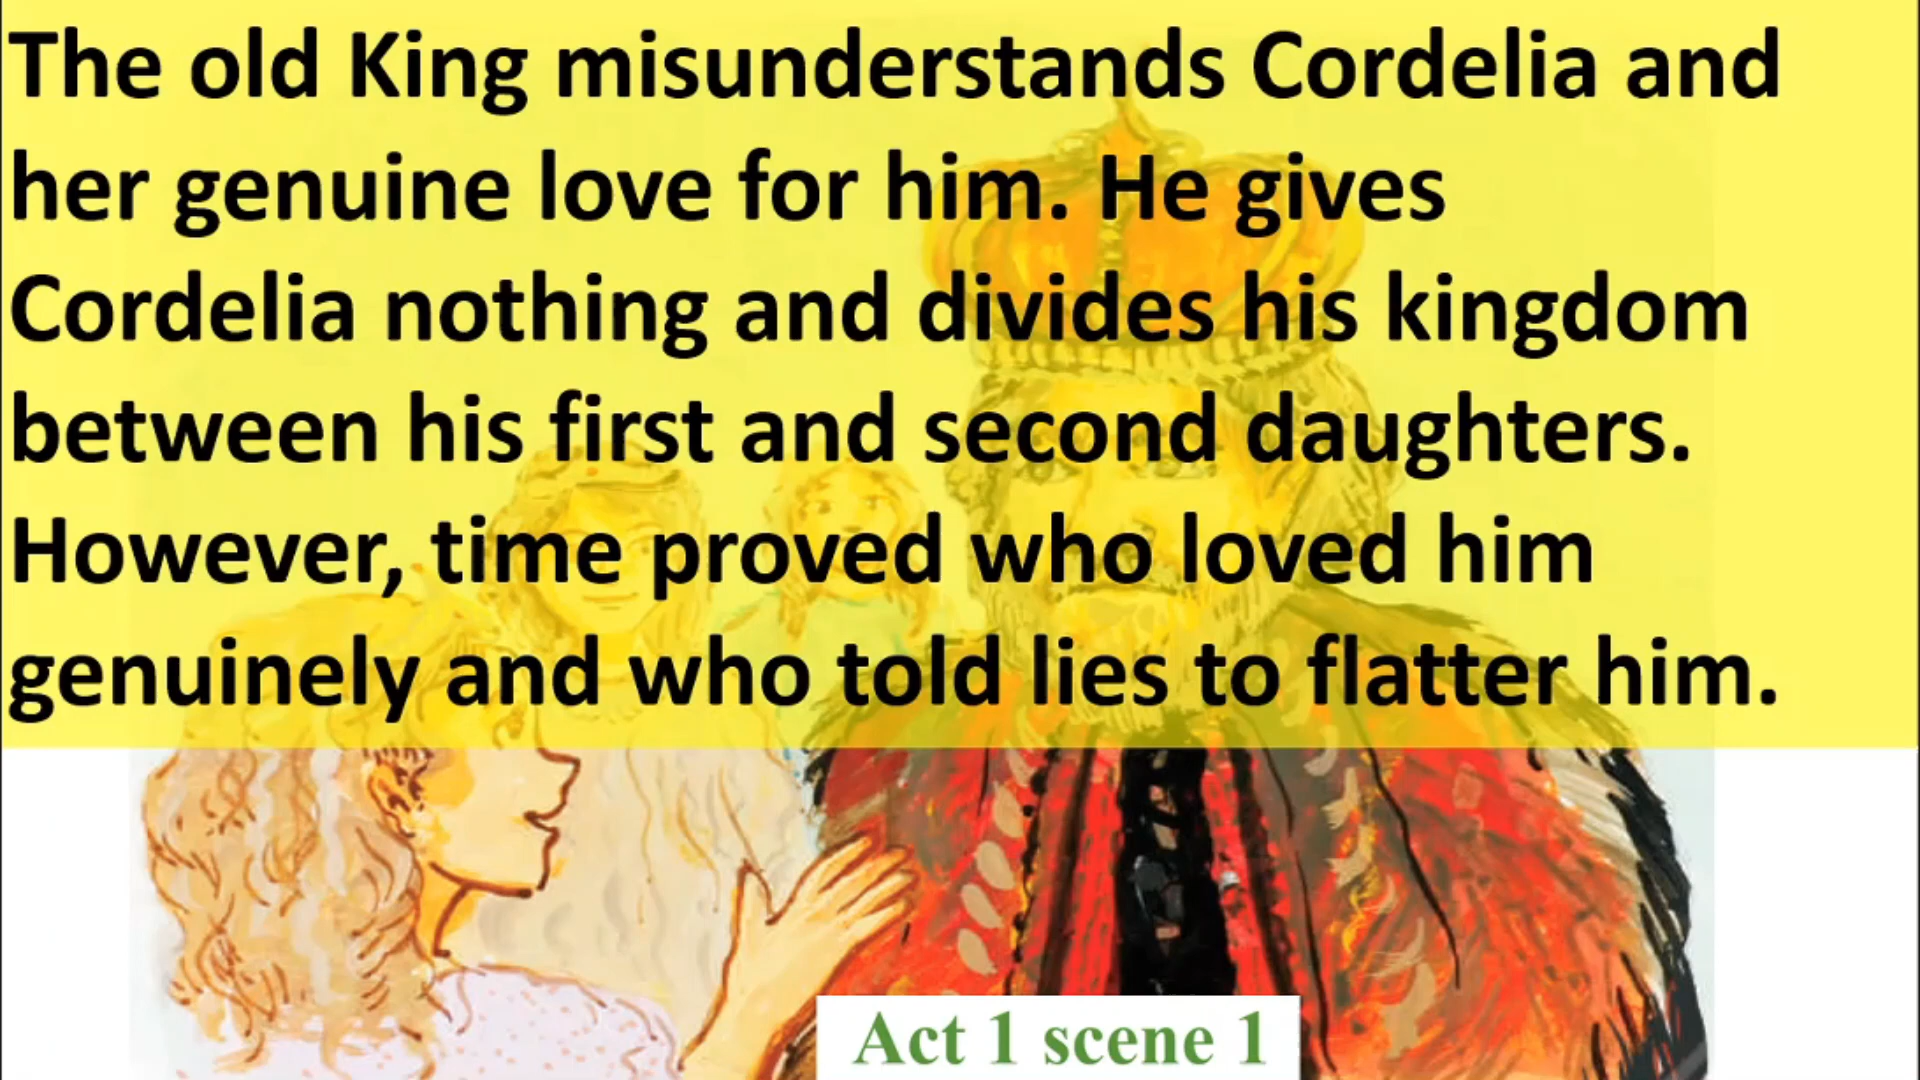 The old King misunderstands Cordelia and
her genuine love for him. He gives
Cordelia nothing and divides his kingdom
between his first and second daughters.
However, time proved who loved him
genuinely and who told lies to flatter him.
Act 1 scene 1